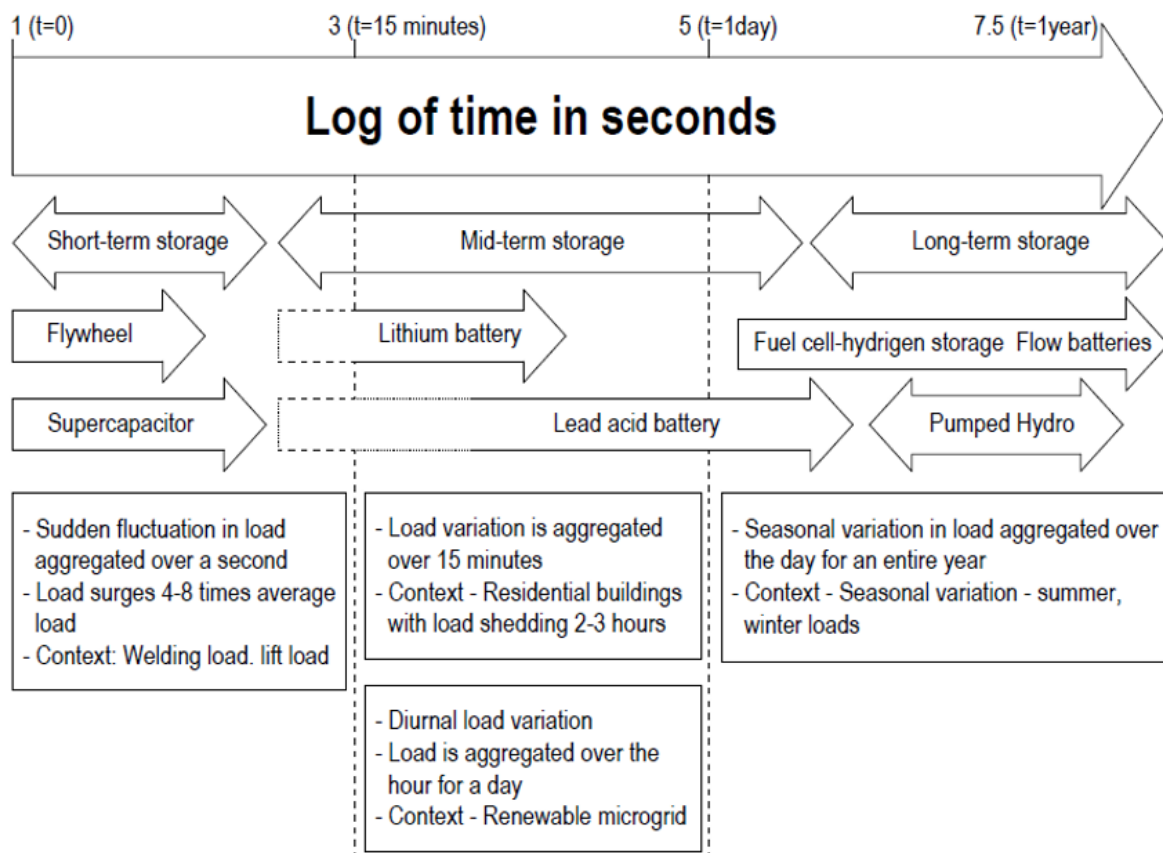 1 (t=0)
3 (t=15 minutes)
5 (t=1day)
7.5 (t=1year)
Log of time in seconds
Short-term storage
Mid-term storage
Long-term storage
Flywheel
Lithium battery
Fuel cell-hydrigen storage  Flow batteries
Supercapacitor
Lead acid battery
Pumped Hydro
- Sudden fluctuation in load
aggregated over a second
- Load surges 4-8 times average
load
- Context: Welding load. lift load
- Load variation is aggregated
over 15 minutes
- Context - Residential buildings
with load shedding 2-3 hours
- Seasonal variation in load aggregated over
the day for an entire year
- Context - Seasonal variation - summer,
winter loads
- Diurnal load variation
- Load is aggregated over the
hour for a day
- Context - Renewable microgrid